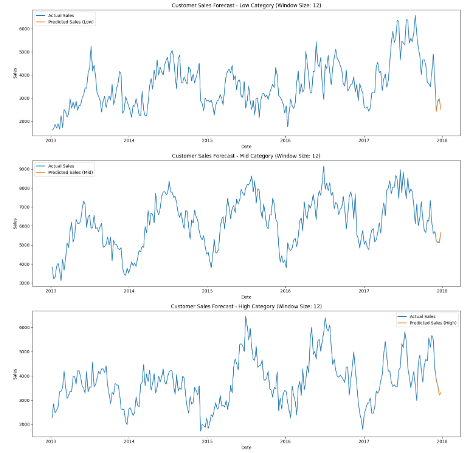 Customer Sales Forecast - Low Category (Window Size: 12)
Actual Sales
Predicted Sales (Low)
6000
5000
4000
3000
2000
Sales
2013 2014 2015 2016 2017 2018
Date
Customer Sales Forecast - Mid Category (Window Size: 12)
Actual Sales
Predicted Sales (Mid)
9000
8000
7000
6000
5000
4000
3000
Sales
2013 2014 2015 2016 2017 2018
Date
Customer Sales Forecast - High Category (Window Size: 12)
Actual Sales
Predicted Sales (High)
6000
5000
4000
3000
2000
Sales
2013 2014 2015 2016 2017 2018
Date